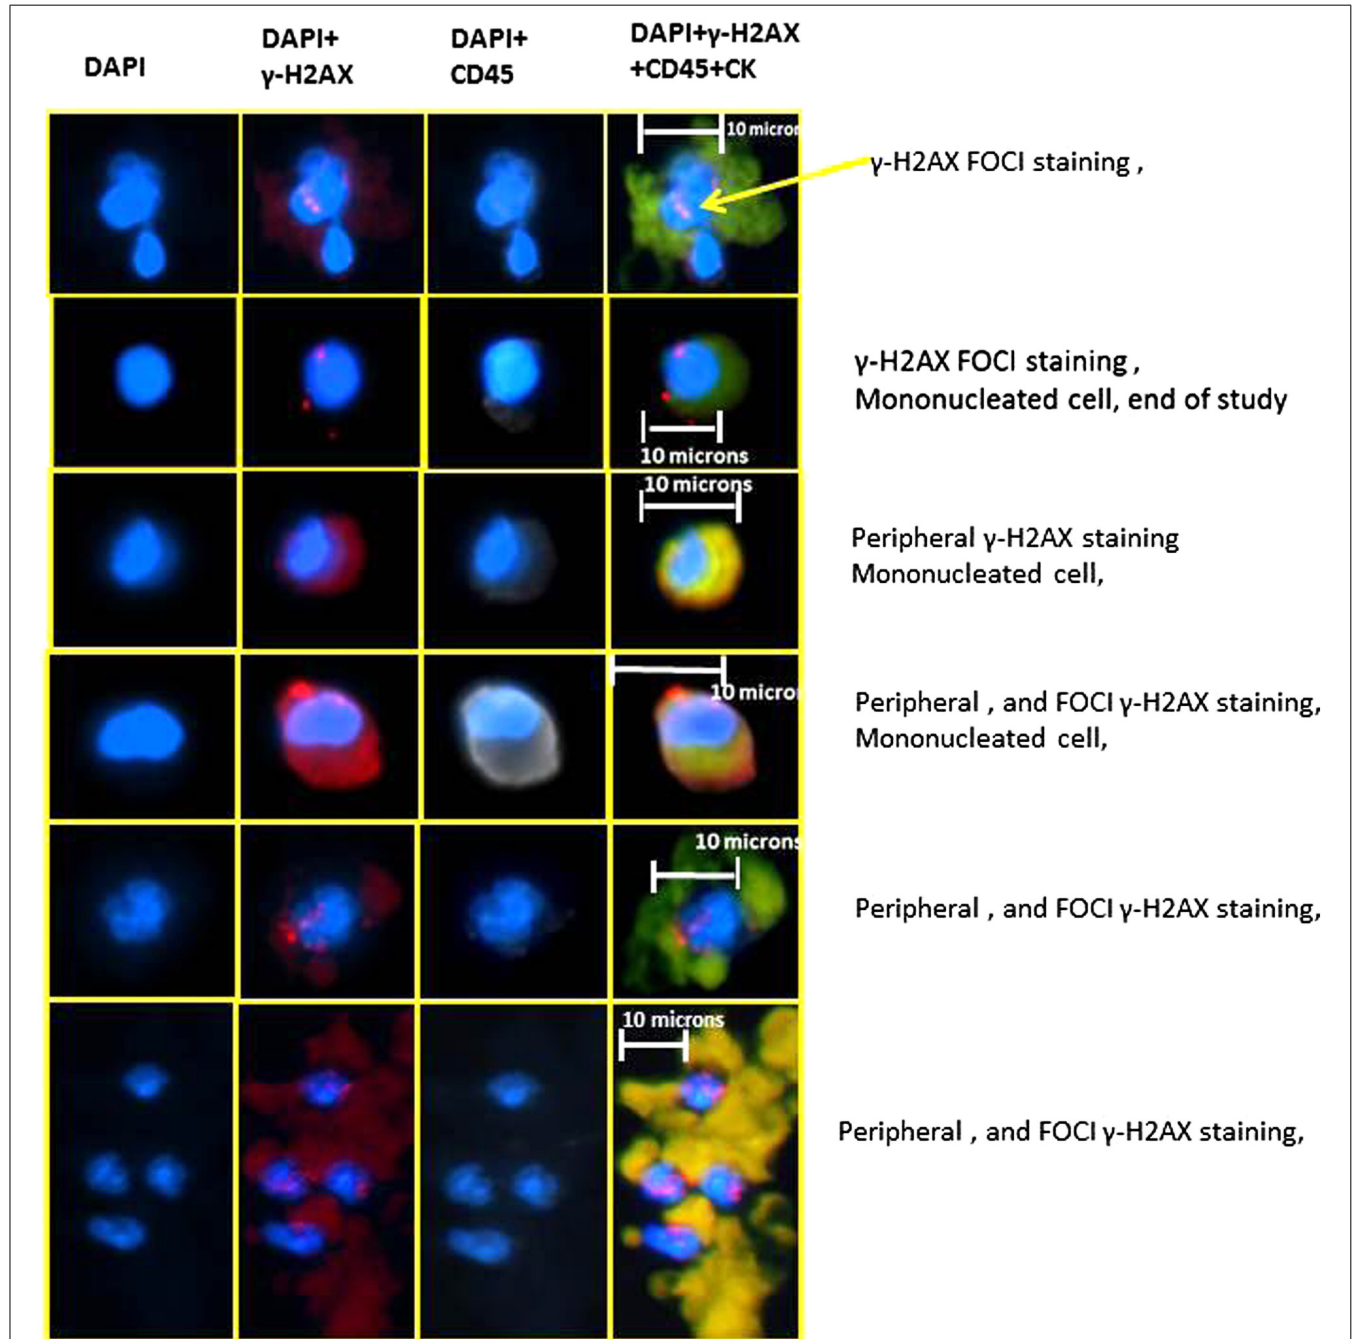 DAPI
DAPI+
γ-H2AX
DAPI+
CD45
DAPI+γ-H2AX
+CD45+CK
10 micron
γ-H2AX FOCI staining ,
γ-H2AX FOCI staining ,
Mononucleated cell, end of study
10 microns
10 microns
Peripheral γ-H2AX staining
Mononucleated cell,
10 micro
Peripheral , and FOCI γ-H2AX staining,
Mononucleated cell,
10 microns
Peripheral , and FOCI γ-H2AX staining,
10 microns
Peripheral , and FOCI γ-H2AX staining,